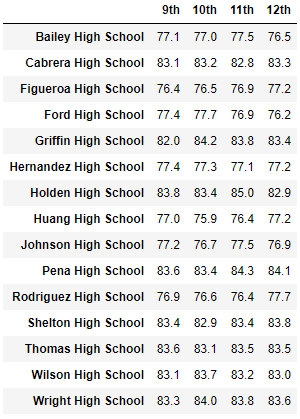 9th 10th 11th 12th
Bailey High School 77.1 77.0 77.5 76.5
Cabrera High School 83.1 83.2 82.8 83.3
Figueroa High School 76.4 76.5 76.9 77.2
Ford High School 77.4 77.7 76.9 76.2
Griffin High School 82.0 84.2 83.8 83.4
Hernandez High School 77.4 77.3 77.1 77.2
Holden High School 83.8 83.4 85.0 82.9
Huang High School 77.0 75.9 76.4 77.2
Johnson High School 77.2 76.7 77.5 76.9
Pena High School 83.6 83.4 84.3 84.1
Rodriguez High School 76.9 76.6 76.4 77.7
Shelton High School 83.4 82.9 83.4 83.8
Thomas High School 83.6 83.1 83.5 83.5
Wilson High School 83.1 83.7 83.2 83.0
Wright High School 83.3 84.0 83.8 83.6